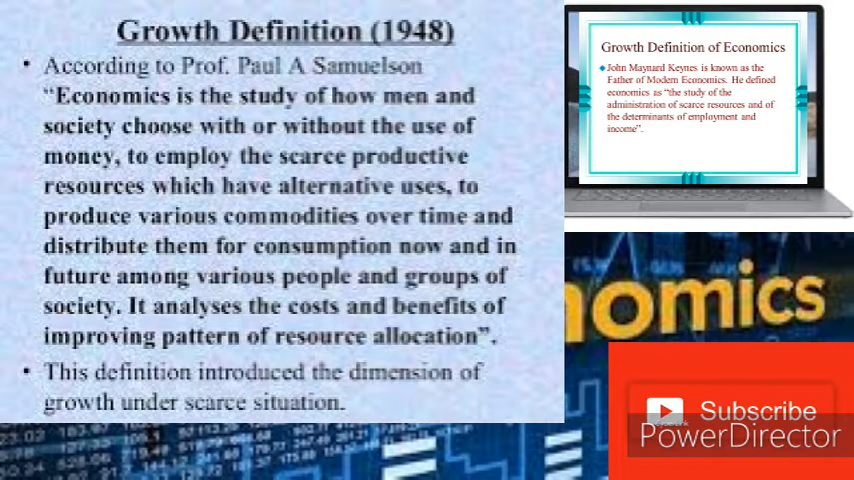 Growth Definition (1948)
• According to Prof. Paul A Samuelson
“Economics is the study of how men and
society choose with or without the use of
money, to employ the scarce productive
resources which have alternative uses, to
produce various commodities over time and
distribute them for consumption now and in
future among various people and groups of
society. It analyses the costs and benefits of
improving pattern of resource allocation”.
• This definition introduced the dimension of
growth under scarce situation.
Growth Definition of Economics
John Maynard Keynes is known as the
Father of Modern Economics. He defined
economics as “the study of the
administration of scarce resources and of
the determinants of employment and
income”.
nomics
Subscribe
PowerDirector